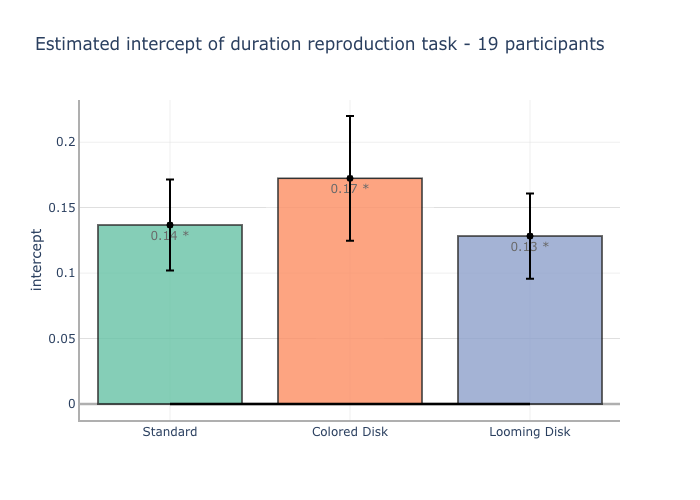 Estimated intercept of duration reproduction task - 19 participants
0.2
0.15
0.1
0.05
0
intercept
0.14 *
0.17 *
0.13 *
Standard
Colored Disk
Looming Disk